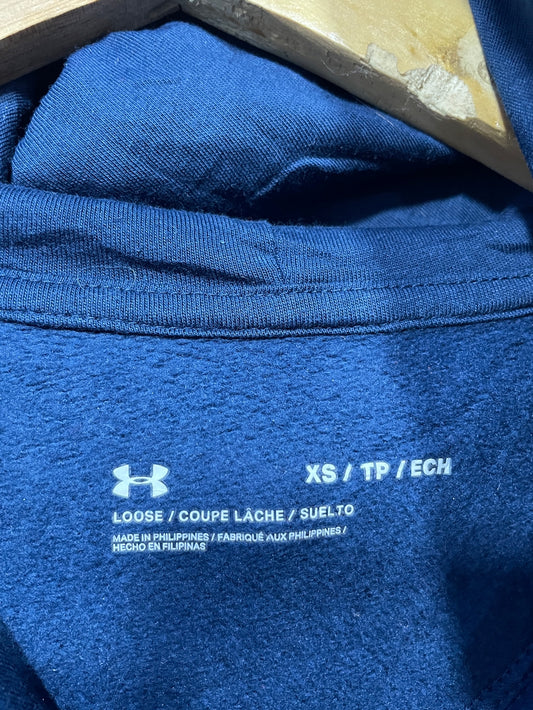 XS / TP / ECH
LOOSE / COUPE LÂCHE / SUELTO
MADE IN PHILIPPINES / FABRIQUÉ AUX PHILIPPINES /
HECHO EN FILIPINAS